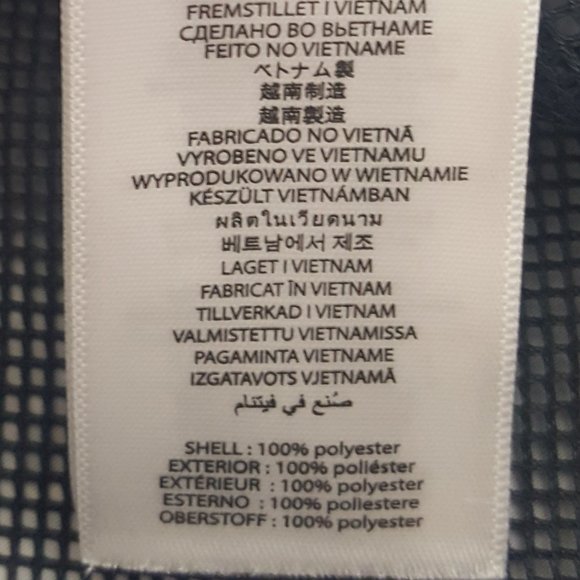 FREMSTILLET I VIETNAM
СДЕЛАНО ВО ВЬЕТНАМЕ
FEITO NO VIETNAME
ベトナム製
越南制造
越南製造
FABRICADO NO VIETNÃ
VYROBENO VE VIETNAMU
WYPRODUKOWANO W WIETNAMIE
KÉSZÜLT VIETNÁMBAN
ผลิตในเวียดนาม
베트남에서 제조
LAGET I VIETNAM
FABRICAT ÎN VIETNAM
TILLVERKAD I VIETNAM
VALMISTETTU VIETNAMISSA
PAGAMINTA VIETNAME
IZGATAVOTS VJETNAMĀ
صُنع في فيتنام
SHELL : 100% polyester
EXTERIOR : 100% poliéster
EXTÉRIEUR : 100% polyester
ESTERNO : 100% poliestere
OBERSTOFF : 100% polyester